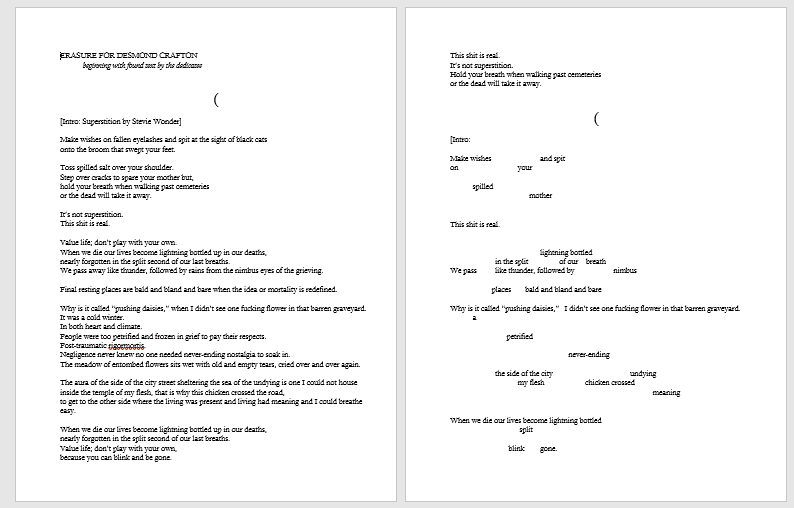 ERASURE FOR DESMOND CRAFTON
beginning with found text by the dedicatee
(
[Intro: Superstition by Stevie Wonder]
Make wishes on fallen eyelashes and spit at the sight of black cats
onto the broom that swept your feet.
Toss spilled salt over your shoulder.
Step over cracks to spare your mother but,
hold your breath when walking past cemeteries
or the dead will take it away.
It's not superstition.
This shit is real.
Value life; don't play with your own.
When we die our lives become lightning bottled up in our deaths,
nearly forgotten in the split second of our last breaths.
We pass away like thunder, followed by rains from the nimbus eyes of the grieving.
Final resting places are bald and bland and bare when the idea or mortality is redefined.
Why is it called "pushing daisies," when I didn't see one fucking flower in that barren graveyard.
It was a cold winter.
In both heart and climate.
People were too petrified and frozen in grief to pay their respects.
Post-traumatic rigormortis.
Negligence never knew no one needed never-ending nostalgia to soak in.
The meadow of entombed flowers sits wet with old and empty tears, cried over and over again.
The aura of the side of the city street sheltering the sea of the undying is one I could not house
inside the temple of my flesh, that is why this chicken crossed the road,
to get to the other side where the living was present and living had meaning and I could breathe
easy.
When we die our lives become lightning bottled up in our deaths,
nearly forgotten in the split second of our last breaths.
Value life; don't play with your own,
because you can blink and be gone.
This shit is real.
It's not superstition.
Hold your breath when walking past cemeteries
or the dead will take it away.
(
[Intro:
Make wishes and spit
on your
spilled
mother
This shit is real.
lightning bottled
in the split of our breath
We pass like thunder, followed by nimbus
places bald and bland and bare
Why is it called "pushing daisies," I didn't see one fucking flower in that barren graveyard.
a
petrified
never-ending
the side of the city undying
my flesh chicken crossed
meaning
When we die our lives become lightning bottled
split
blink gone.